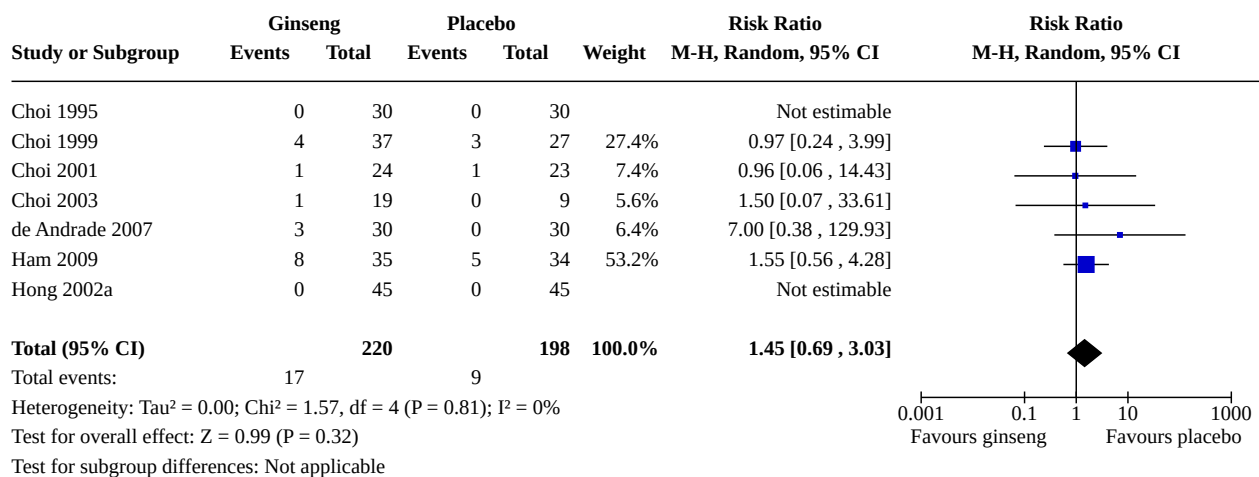 Ginseng Placebo Risk Ratio Risk Ratio
Study or Subgroup Events Total Events Total Weight M-H, Random, 95% CI M-H, Random, 95% CI
Choi 1995 0 30 0 30 Not estimable
Choi 1999 4 37 3 27 27.4% 0.97 [0.24 , 3.99]
Choi 2001 1 24 1 23 7.4% 0.96 [0.06 , 14.43]
Choi 2003 1 19 0 9 5.6% 1.50 [0.07 , 33.61]
de Andrade 2007 3 30 0 30 6.4% 7.00 [0.38 , 129.93]
Ham 2009 8 35 5 34 53.2% 1.55 [0.56 , 4.28]
Hong 2002a 0 45 0 45 Not estimable
Total (95% CI) 220 198 100.0% 1.45 [0.69 , 3.03]
Total events: 17 9
Heterogeneity: Tau² = 0.00; Chi² = 1.57, df = 4 (P = 0.81); I² = 0%
Test for overall effect: Z = 0.99 (P = 0.32)
Test for subgroup differences: Not applicable
0.001 0.1 1 10 1000
Favours ginseng Favours placebo